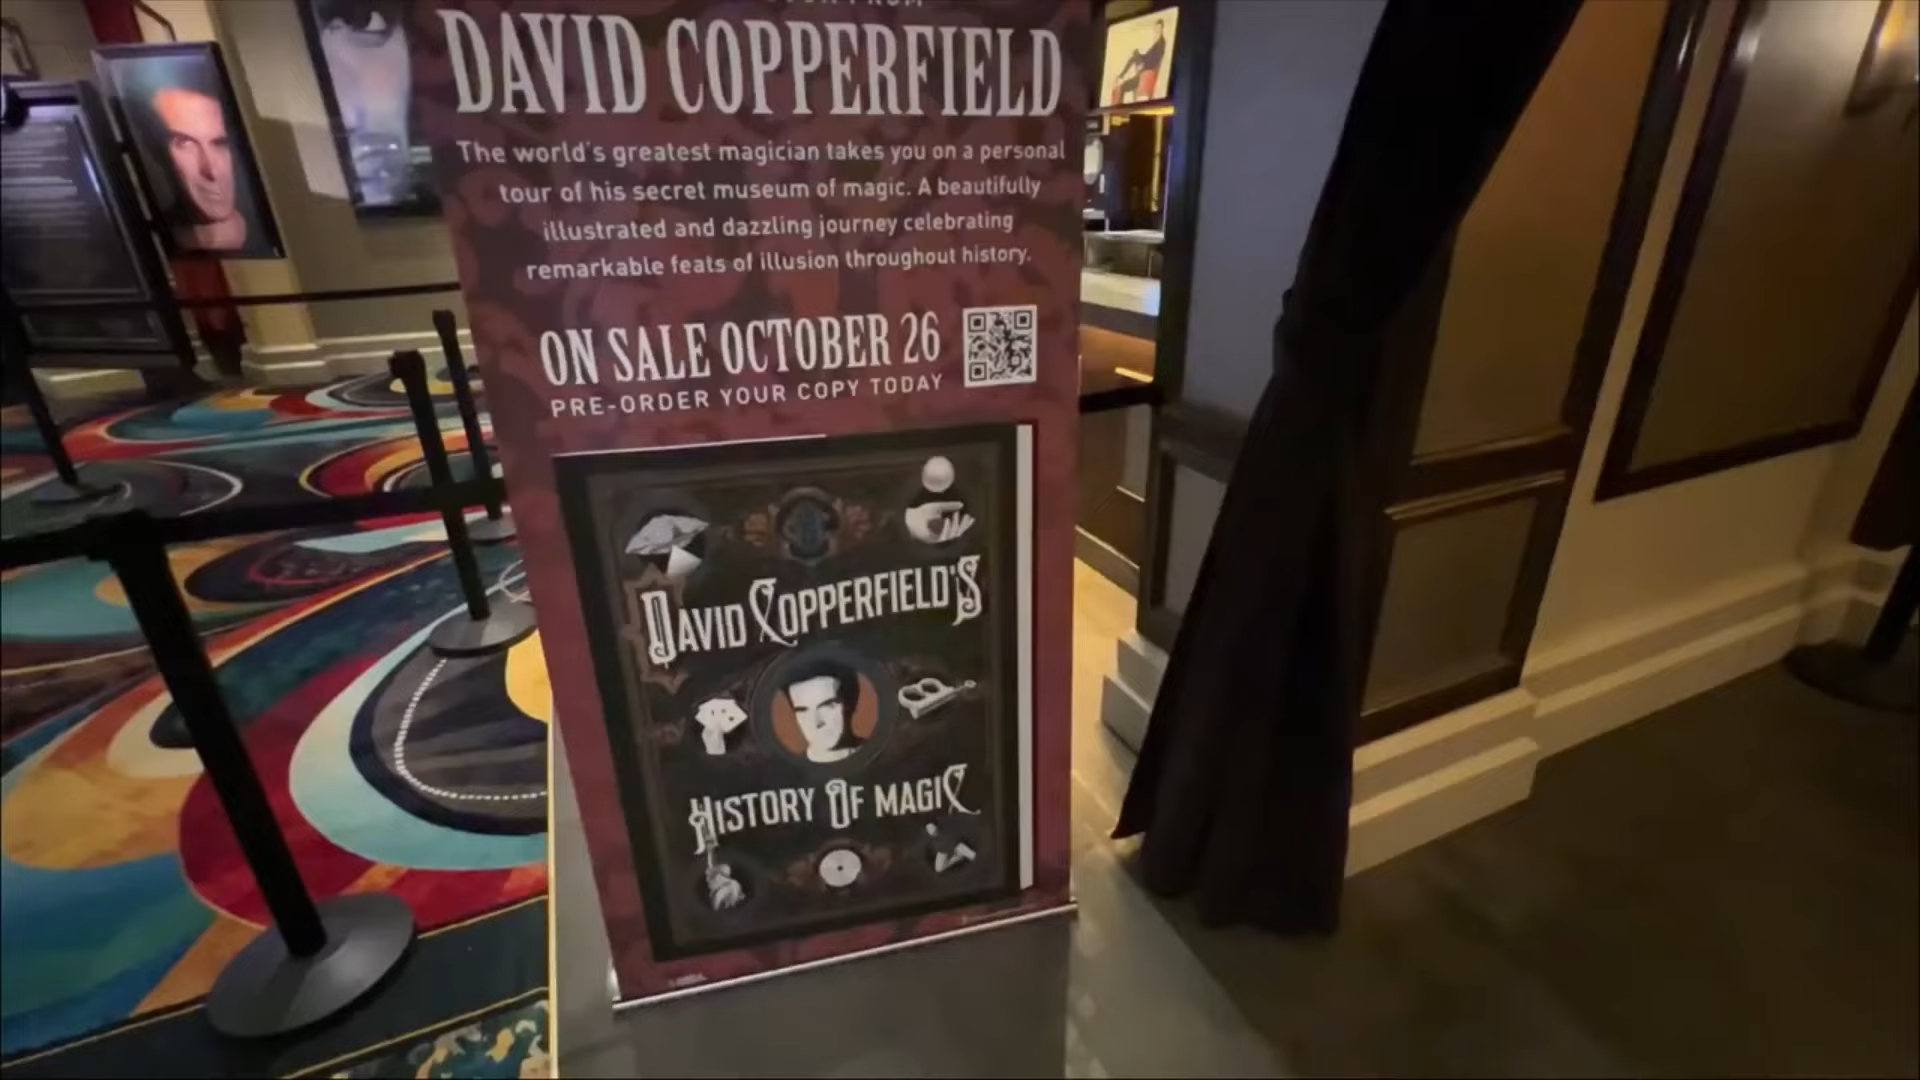 DAVID COPPERFIELD
The world's greatest magician takes you on a personal
tour of his secret museum of magic. A beautifully
illustrated and dazzling journey celebrating
remarkable feats of illusion throughout history.
ON SALE OCTOBER 26
PRE-ORDER YOUR COPY TODAY
DAVID COPPERFIELD'S
HISTORY OF MAGIC